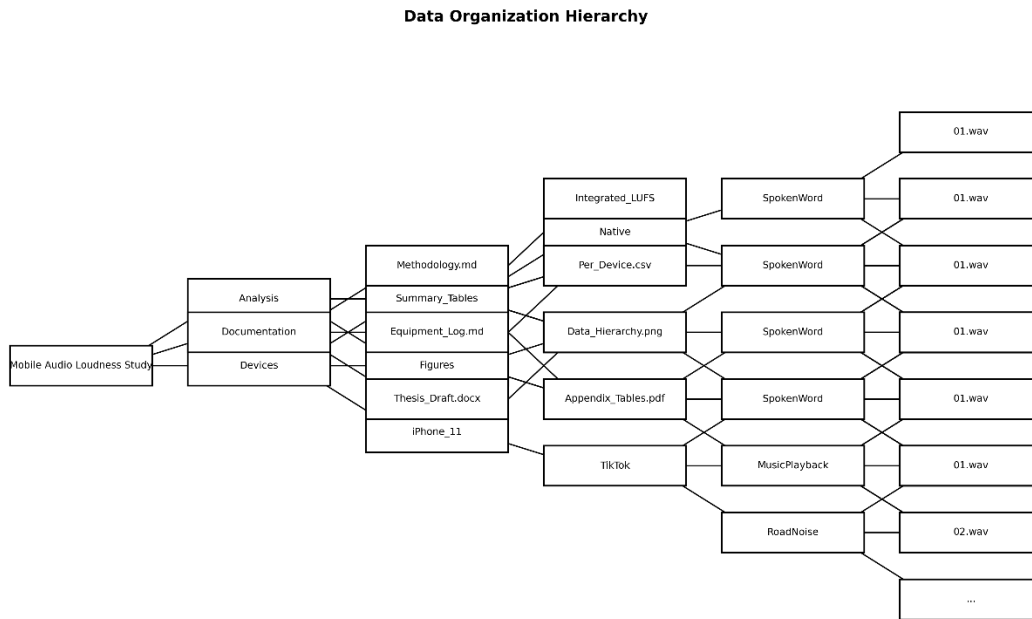 Data Organization Hierarchy
Mobile Audio Loudness Study
Analysis
Documentation
Devices
Methodology.md
Summary_Tables
Equipment_Log.md
Figures
Thesis_Draft.docx
iPhone_11
Integrated_LUFS
Native
Per_Device.csv
Data_Hierarchy.png
Appendix_Tables.pdf
TikTok
SpokenWord
SpokenWord
SpokenWord
SpokenWord
MusicPlayback
RoadNoise
01.wav
01.wav
01.wav
01.wav
01.wav
01.wav
02.wav
...